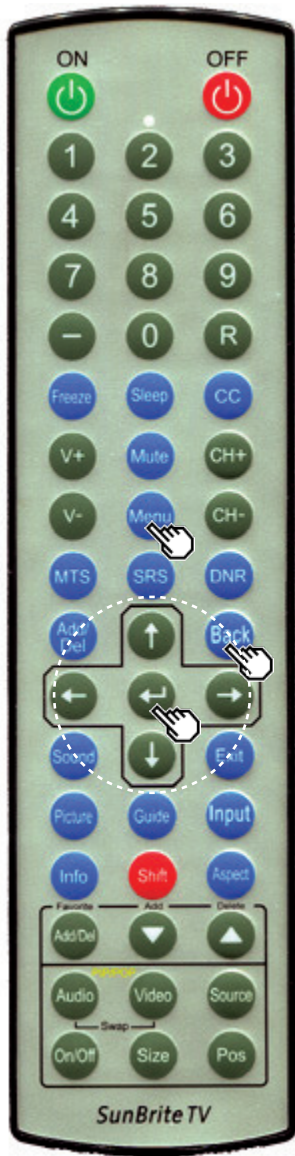 ON OFF
1 2 3
4 5 6
7 8 9
– 0 R
Freeze Sleep CC
V+ Mute CH+
V- Menu CH-
MTS SRS DNR
Add/ Back
Del
Sound Exit
Picture Guide Input
Info Shift Aspect
Favorite Add Delete
Add/Del
PIP/POP
Audio Video Source
Swap
On/Off Size Pos
SunBrite TV